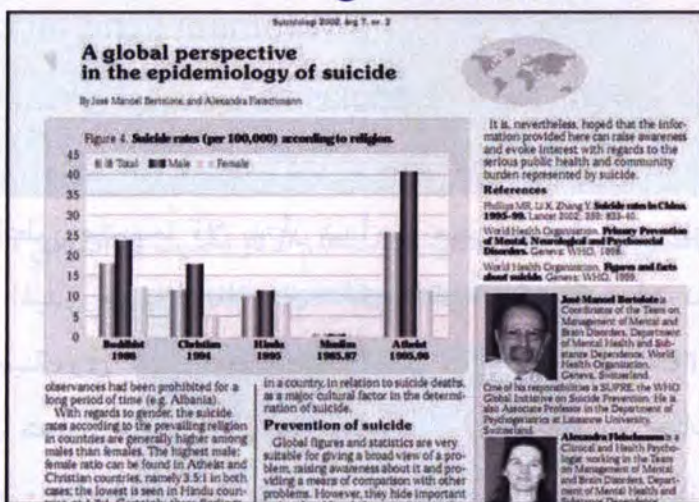 Suicidologi 2002, årg 7, nr. 2
A global perspective
in the epidemiology of suicide
By José Manoel Bertolote, and Alexandra Fleischmann
Figure 4. Suicide rates (per 100,000) according to religion.
45
40
35
30
25
20
15
10
5
0
Total Male Female
Buddhist
1986
Christian
1994
Hindu
1995
Muslim
1985.87
Atheist
1995.96
observances had been prohibited for a
long period of time (e.g. Albania).
With regards to gender, the suicide
rates according to the prevailing religion
in countries are generally higher among
males than females. The highest male:
female ratio can be found in Atheist and
Christian countries, namely 3.5:1 in both
cases; the lowest is seen in Hindu coun-
in a country, in relation to suicide deaths,
as a major cultural factor in the determi-
nation of suicide.
Prevention of suicide
Global figures and statistics are very
suitable for giving a broad view of a pro-
blem, raising awareness about it and pro-
viding a means of comparison with other
problems. However, they hide important
It is, nevertheless, hoped that the infor-
mation provided here can raise awareness
and evoke interest with regards to the
serious public health and community
burden represented by suicide.
References
Phillips MR, Li X, Zhang Y. Suicide rates in China,
1995-99. Lancet 2002; 359: 835-40.
World Health Organization. Primary Prevention
of Mental, Neurological and Psychosocial
Disorders. Geneva: WHO, 1998.
World Health Organization. Figures and facts
about suicide. Geneva: WHO, 1999.
José Manoel Bertolote is
Coordinator of the Team on
Management of Mental and
Brain Disorders, Department
of Mental Health and Sub-
stance Dependence, World
Health Organization,
Geneva, Switzerland.
One of his responsibilities is SUPRE, the WHO
Global Initiative on Suicide Prevention. He is
also Associate Professor in the Department of
Psychogeriatrics at Lausanne University,
Switzerland.
Alexandra Fleischmann is a
Clinical and Health Psycho-
logist working in the Team
on Management of Mental
and Brain Disorders, Depart-
ment of Mental Health and